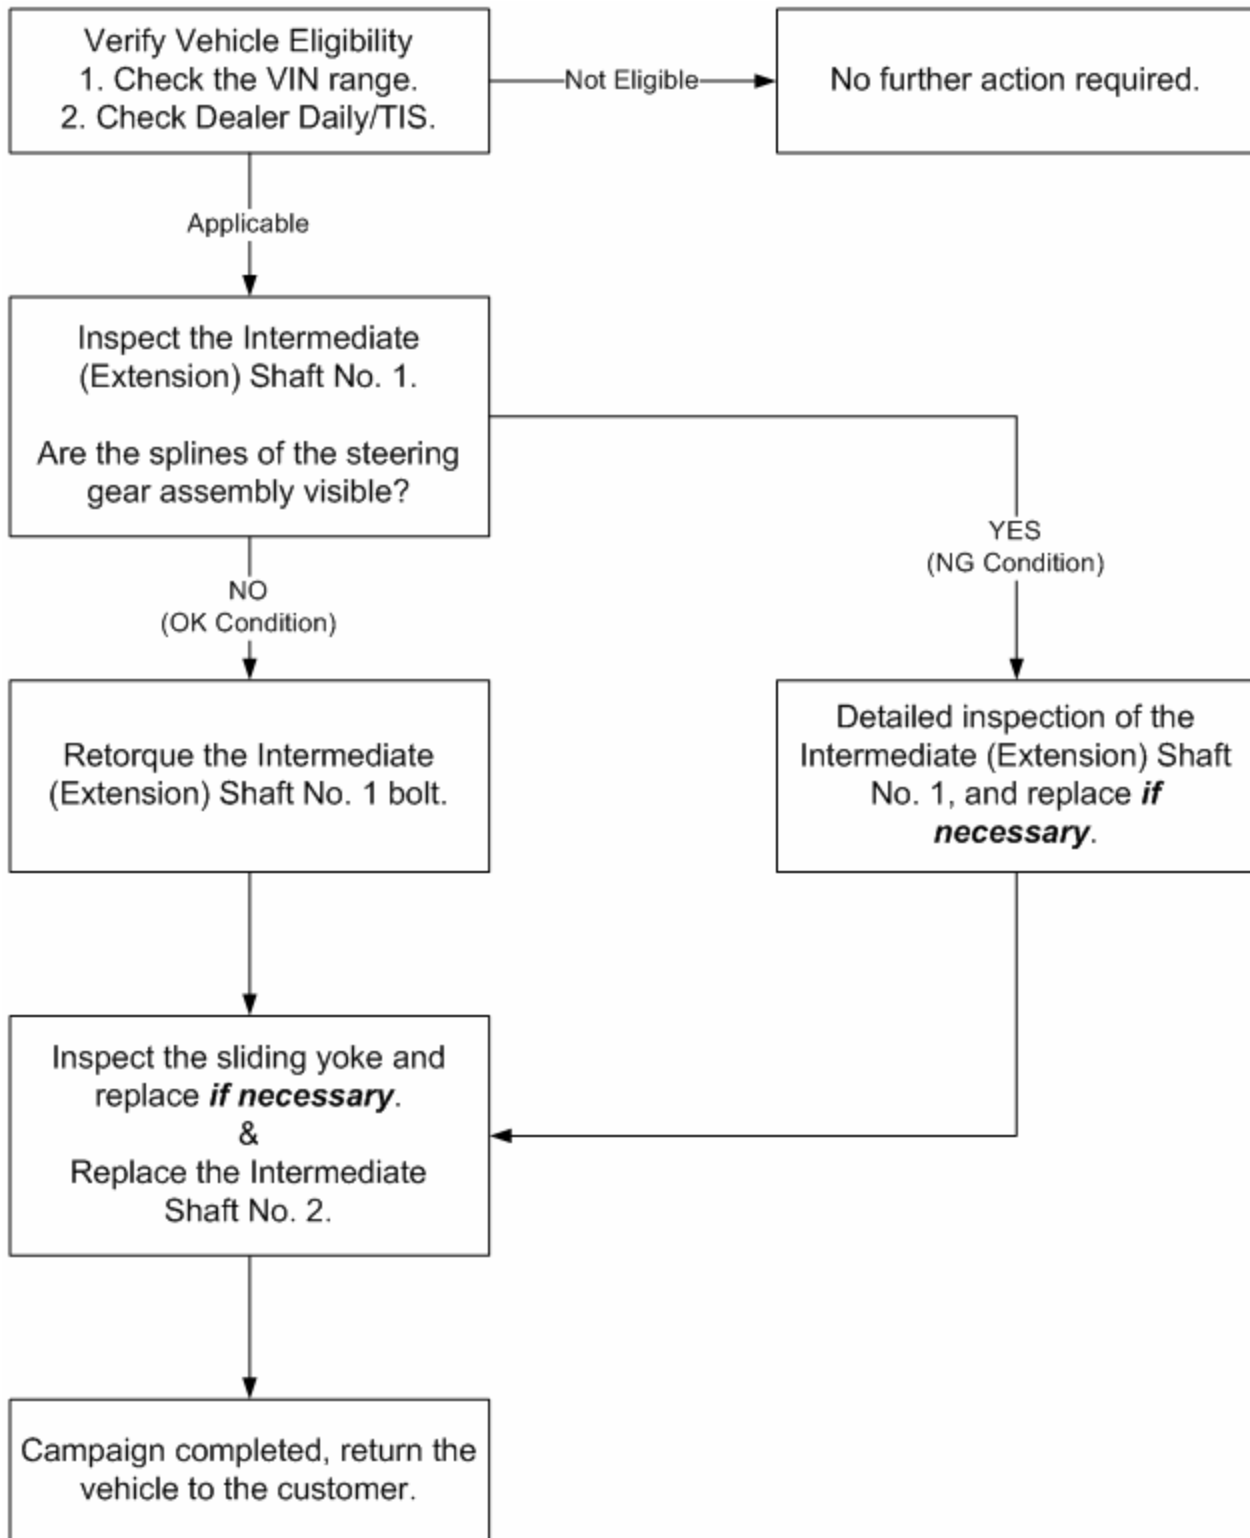 Verify Vehicle Eligibility
1. Check the VIN range.
2. Check Dealer Daily/TIS.
Not Eligible
No further action required.
Applicable
Inspect the Intermediate
(Extension) Shaft No. 1.
Are the splines of the steering
gear assembly visible?
YES
(NG Condition)
NO
(OK Condition)
Retorque the Intermediate
(Extension) Shaft No. 1 bolt.
Detailed inspection of the
Intermediate (Extension) Shaft
No. 1, and replace if
necessary.
Inspect the sliding yoke and
replace if necessary.
&
Replace the Intermediate
Shaft No. 2.
Campaign completed, return the
vehicle to the customer.